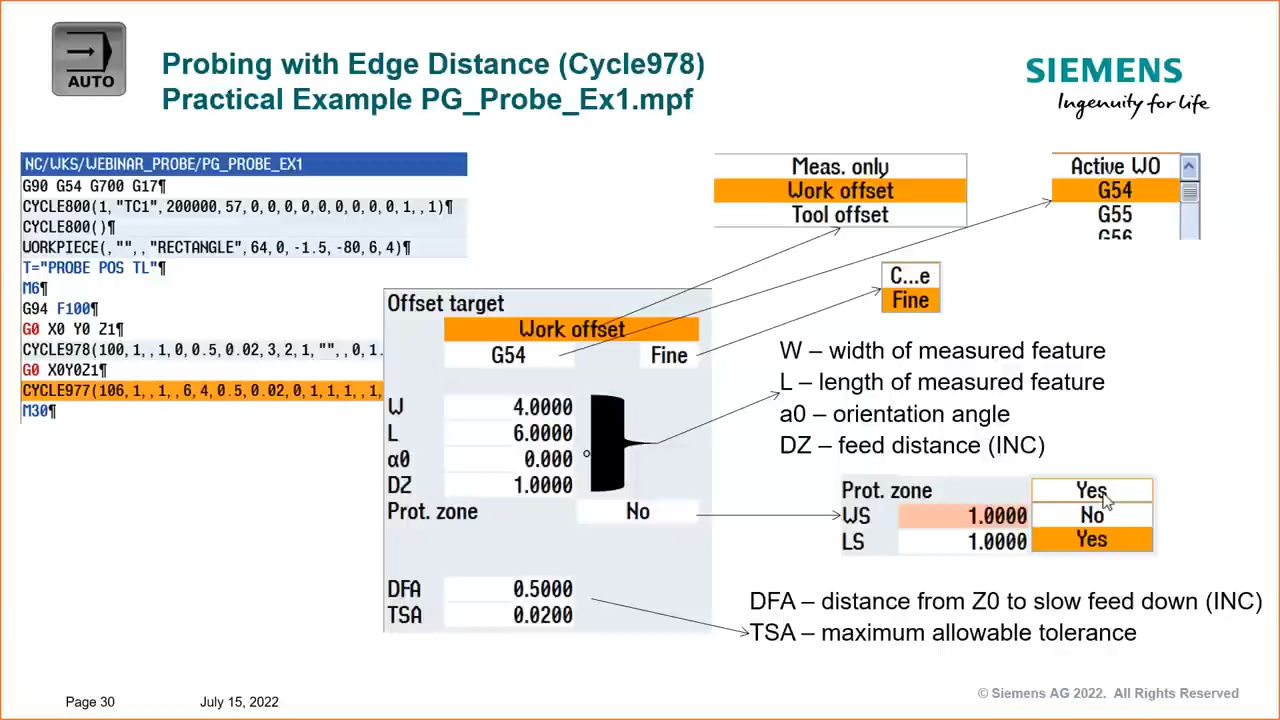 AUTO
Probing with Edge Distance (Cycle978)
Practical Example PG_Probe_Ex1.mpf
SIEMENS
Ingenuity for life
NC/WKS/WEBINAR_PROBE/PG_PROBE_EX1
G90 G54 G700 G17¶
CYCLE800(1,"TC1",200000,57,0,0,0,0,0,0,0,0,0,1,,1)¶
CYCLE800()¶
WORKPIECE(,"",,"RECTANGLE",64,0,-1.5,-80,6,4)¶
T="PROBE POS TL"¶
M6¶
G94 F100¶
G0 X0 Y0 Z1¶
CYCLE978(100,1,,1,0,0.5,0.02,3,2,1,"",,0,1.
G0 X0Y0Z1¶
CYCLE977(106,1,,1,,6,4,0.5,0.02,0,1,1,1,,1,
M30¶
Offset target
Work offset
G54 Fine
W 4.0000
L 6.0000
α0 0.000 °
DZ 1.0000
Prot. zone No
DFA 0.5000
TSA 0.0200
Meas. only
Work offset
Tool offset
Active WO
G54
G55
G56
C...e
Fine
W – width of measured feature
L – length of measured feature
a0 – orientation angle
DZ – feed distance (INC)
Prot. zone Yes
WS 1.0000 No
LS 1.0000 Yes
DFA – distance from Z0 to slow feed down (INC)
TSA – maximum allowable tolerance
Page 30 July 15, 2022
© Siemens AG 2022. All Rights Reserved